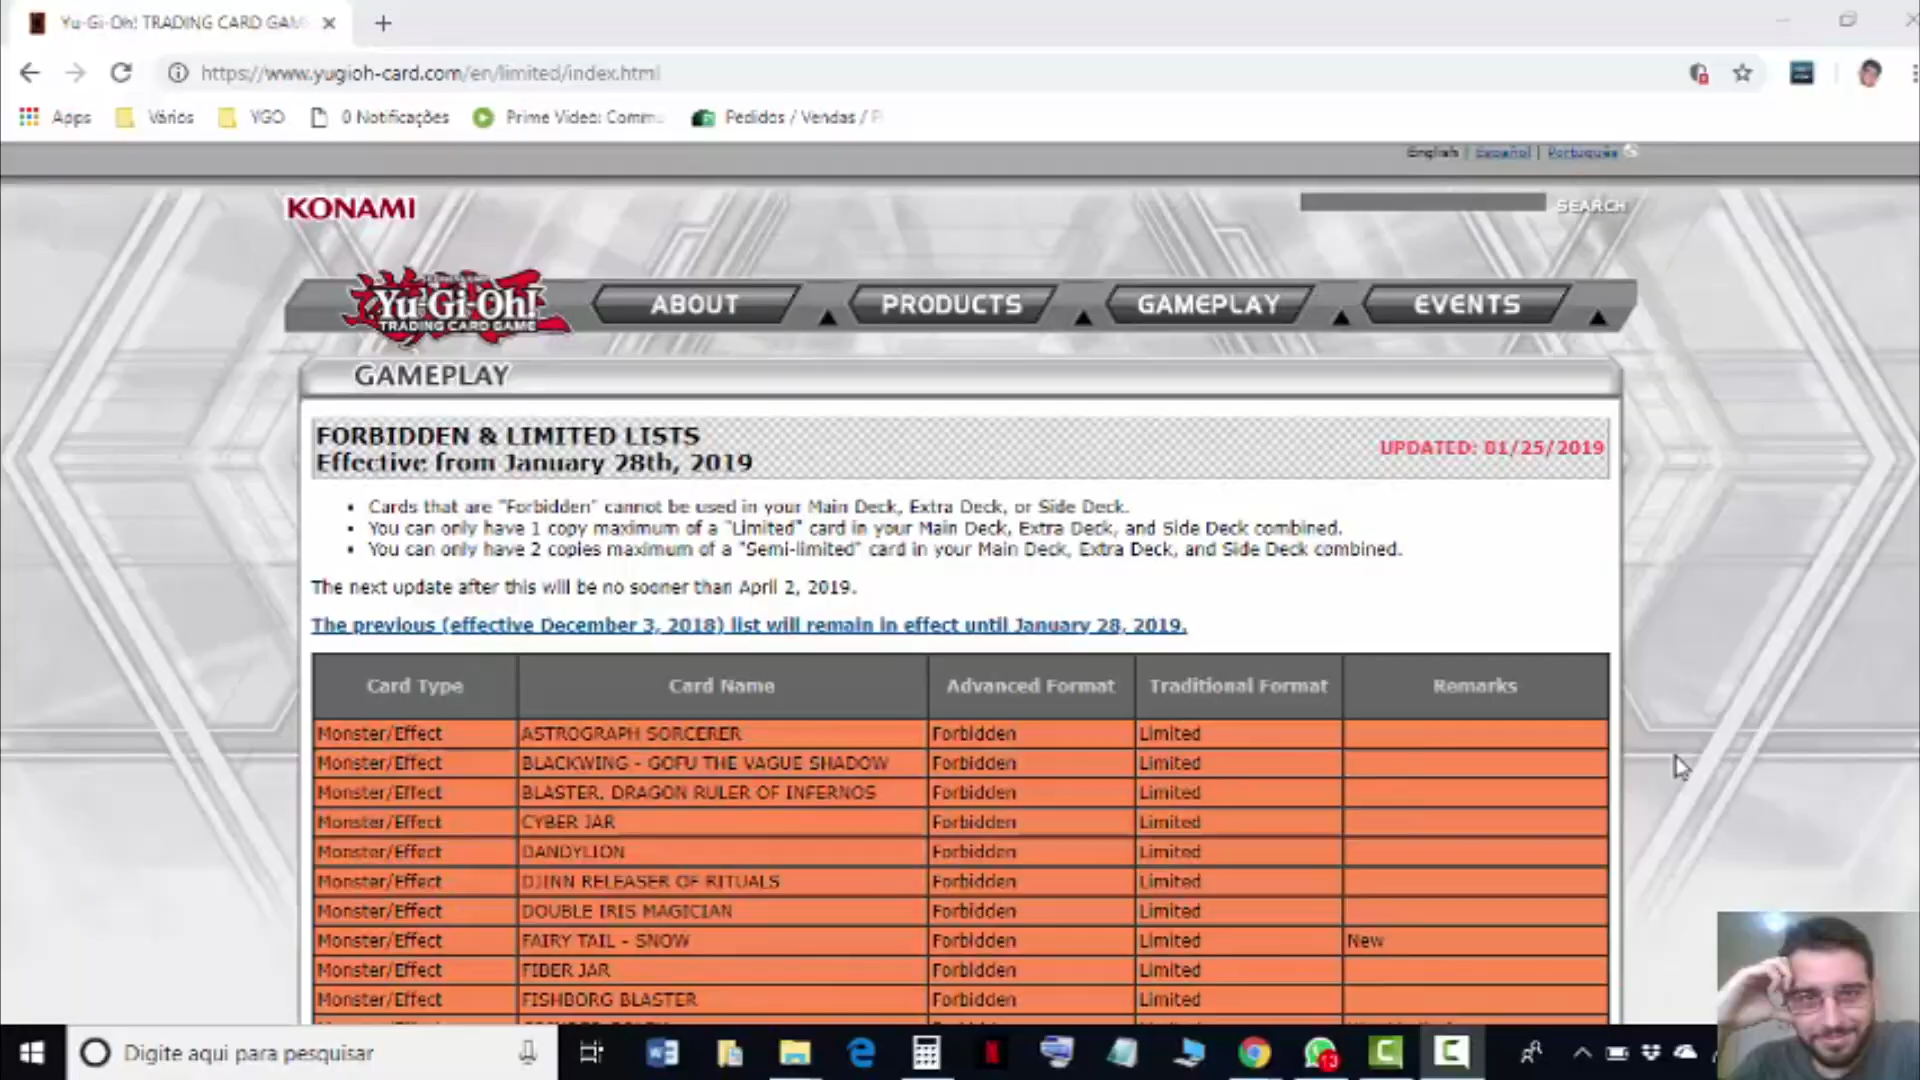 Yu-Gi-Oh! TRADING CARD GAM
https://www.yugioh-card.com/en/limited/index.html
Apps Vários YGO 0 Notificações Prime Video: Comm Pedidos / Vendas /
English | Español | Português
KONAMI
SEARCH
Yu-Gi-Oh!
TRADING CARD GAME
ABOUT PRODUCTS GAMEPLAY EVENTS
GAMEPLAY
FORBIDDEN & LIMITED LISTS
Effective from January 28th, 2019
UPDATED: 01/25/2019
Cards that are "Forbidden" cannot be used in your Main Deck, Extra Deck, or Side Deck.
You can only have 1 copy maximum of a "Limited" card in your Main Deck, Extra Deck, and Side Deck combined.
You can only have 2 copies maximum of a "Semi-limited" card in your Main Deck, Extra Deck, and Side Deck combined.
The next update after this will be no sooner than April 2, 2019.
The previous (effective December 3, 2018) list will remain in effect until January 28, 2019.
Card Type Card Name Advanced Format Traditional Format Remarks
Monster/Effect ASTROGRAPH SORCERER Forbidden Limited
Monster/Effect BLACKWING - GOFU THE VAGUE SHADOW Forbidden Limited
Monster/Effect BLASTER, DRAGON RULER OF INFERNOS Forbidden Limited
Monster/Effect CYBER JAR Forbidden Limited
Monster/Effect DANDYLION Forbidden Limited
Monster/Effect DJINN RELEASER OF RITUALS Forbidden Limited
Monster/Effect DOUBLE IRIS MAGICIAN Forbidden Limited
Monster/Effect FAIRY TAIL - SNOW Forbidden Limited New
Monster/Effect FIBER JAR Forbidden Limited
Monster/Effect FISHBORG BLASTER Forbidden Limited
Digite aqui para pesquisar
13